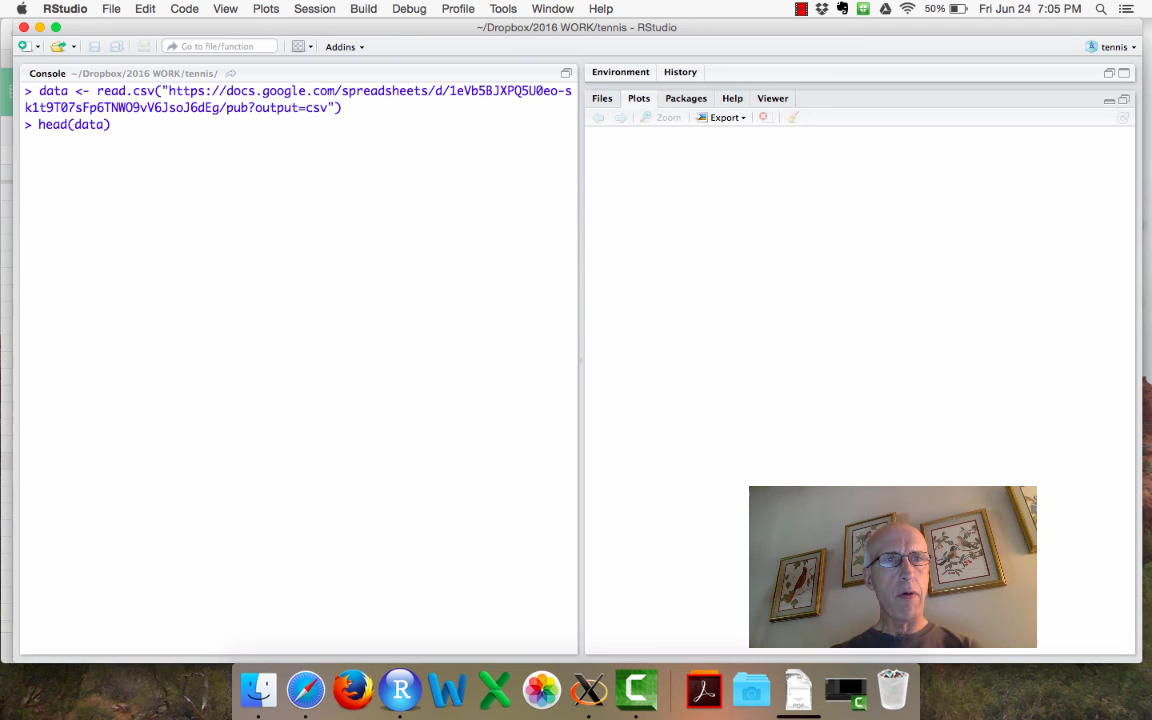 RStudio File Edit Code View Plots Session Build Debug Profile Tools Window Help 50% Fri Jun 24 7:05 PM
~/Dropbox/2016 WORK/tennis - RStudio
Go to file/function Addins tennis
Console ~/Dropbox/2016 WORK/tennis/
> data <- read.csv("https://docs.google.com/spreadsheets/d/1eVb5BJXPQ5U0eo-s
k1t9T07sFp6TNWO9vV6JsoJ6dEg/pub?output=csv")
> head(data)
Environment History
Files Plots Packages Help Viewer
Zoom Export